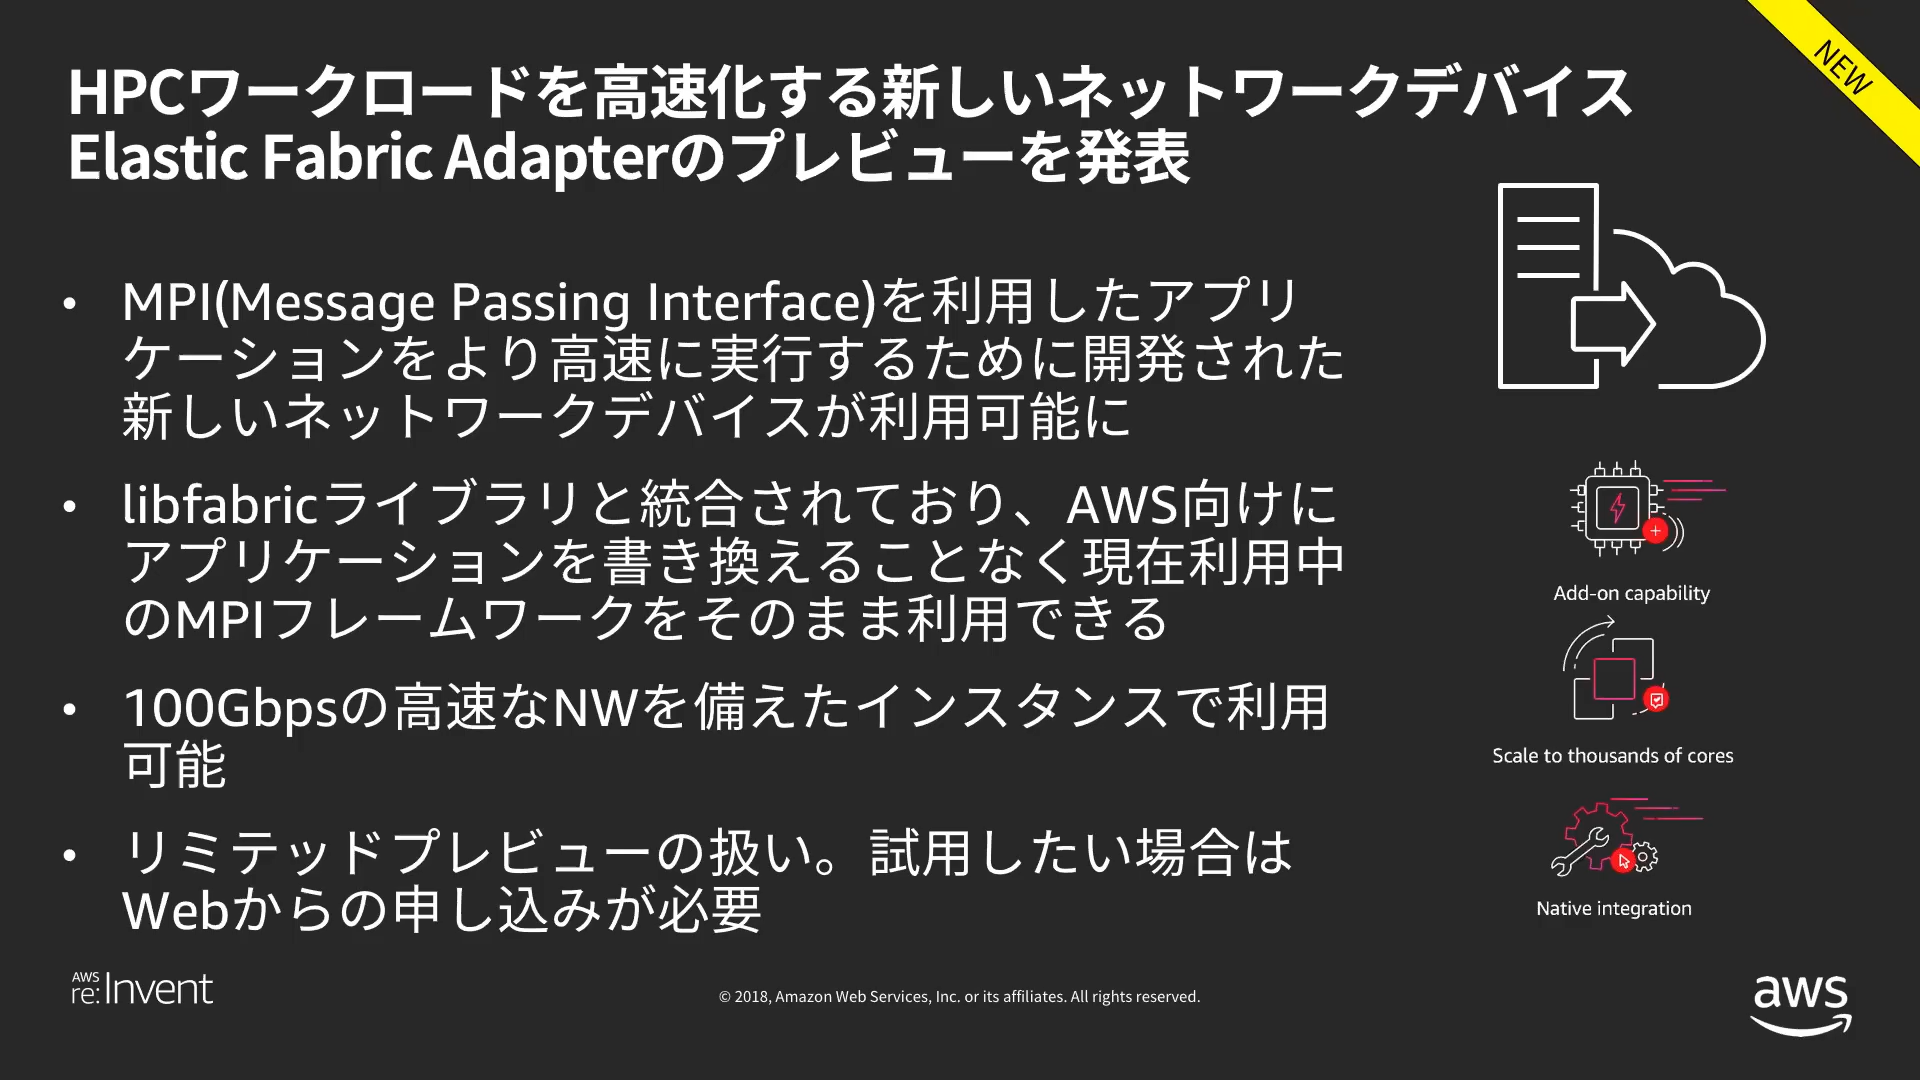 NEW
HPCワークロードを高速化する新しいネットワークデバイス
Elastic Fabric Adapterのプレビューを発表
• MPI(Message Passing Interface)を利用したアプリ
ケーションをより高速に実行するために開発された
新しいネットワークデバイスが利用可能に
• libfabricライブラリと統合されており、AWS向けに
アプリケーションを書き換えることなく現在利用中
のMPIフレームワークをそのまま利用できる
• 100Gbpsの高速なNWを備えたインスタンスで利用
可能
• リミテッドプレビューの扱い。試用したい場合は
Webからの申し込みが必要
Add-on capability
Scale to thousands of cores
Native integration
AWS
re:Invent
© 2018, Amazon Web Services, Inc. or its affiliates. All rights reserved.
aws